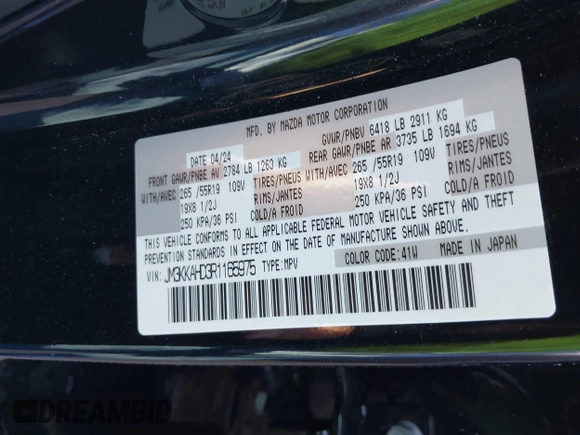 MFD. BY MAZDA MOTOR CORPORATION
DATE 04/24 GVWR/PNBV 6418 LB 2911 KG
FRONT GAWR/PNBE AV 2784 LB 1263 KG REAR GAWR/PNBE AR 3735 LB 1694 KG
WITH/AVEC 265 /55R19 109V TIRES/PNEUS WITH/AVEC 265 /55R19 109V TIRES/PNEUS
19X8 1/2J RIMS/JANTES 19X8 1/2J RIMS/JANTES
250 KPA/36 PSI COLD/A FROID 250 KPA/36 PSI COLD/A FROID
THIS VEHICLE CONFORMS TO ALL APPLICABLE FEDERAL MOTOR VEHICLE SAFETY AND THEFT
PREVENTION STANDARDS IN EFFECT ON THE DATE OF MANUFACTURE SHOWN ABOVE.
VIN: JM3KKAHD3R1165975 TYPE:MPV COLOR CODE:41W MADE IN JAPAN
DREAMBID